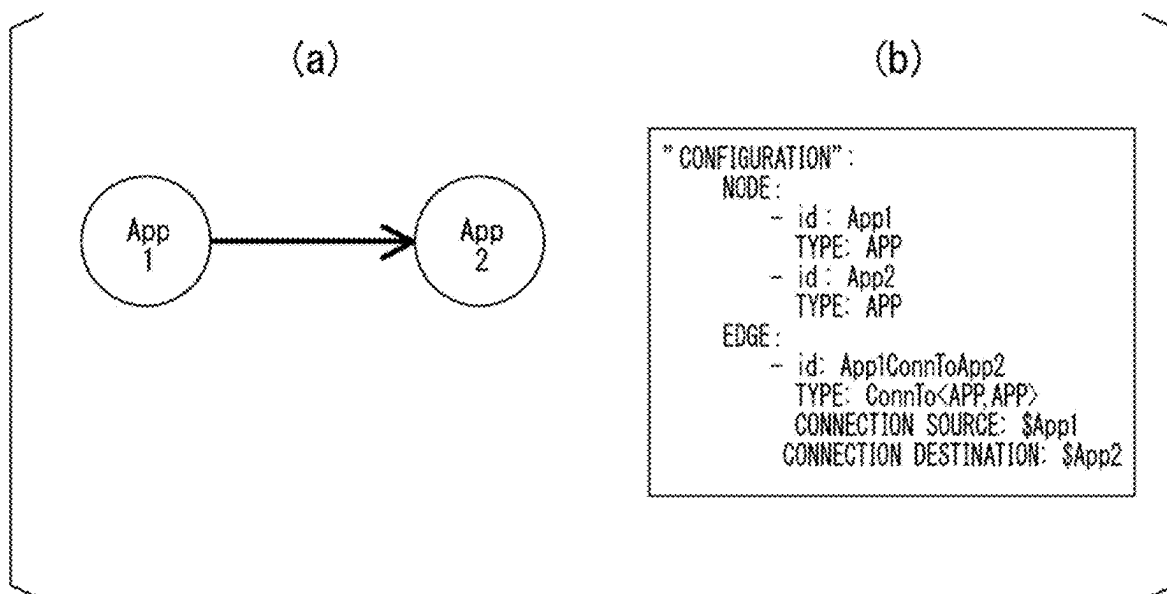 (a)
App
1
App
2
(b)
"CONFIGURATION":
NODE:
- id : App1
TYPE: APP
- id : App2
TYPE: APP
EDGE:
- id: App1ConnToApp2
TYPE: ConnTo<APP,APP>
CONNECTION SOURCE: $App1
CONNECTION DESTINATION: $App2